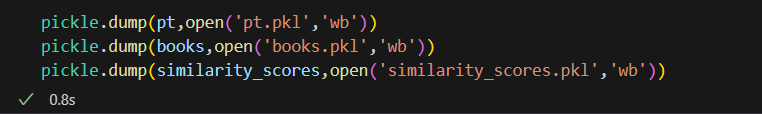 pickle.dump(pt,open('pt.pkl','wb'))
pickle.dump(books,open('books.pkl','wb'))
pickle.dump(similarity_scores,open('similarity_scores.pkl','wb'))
0.8s